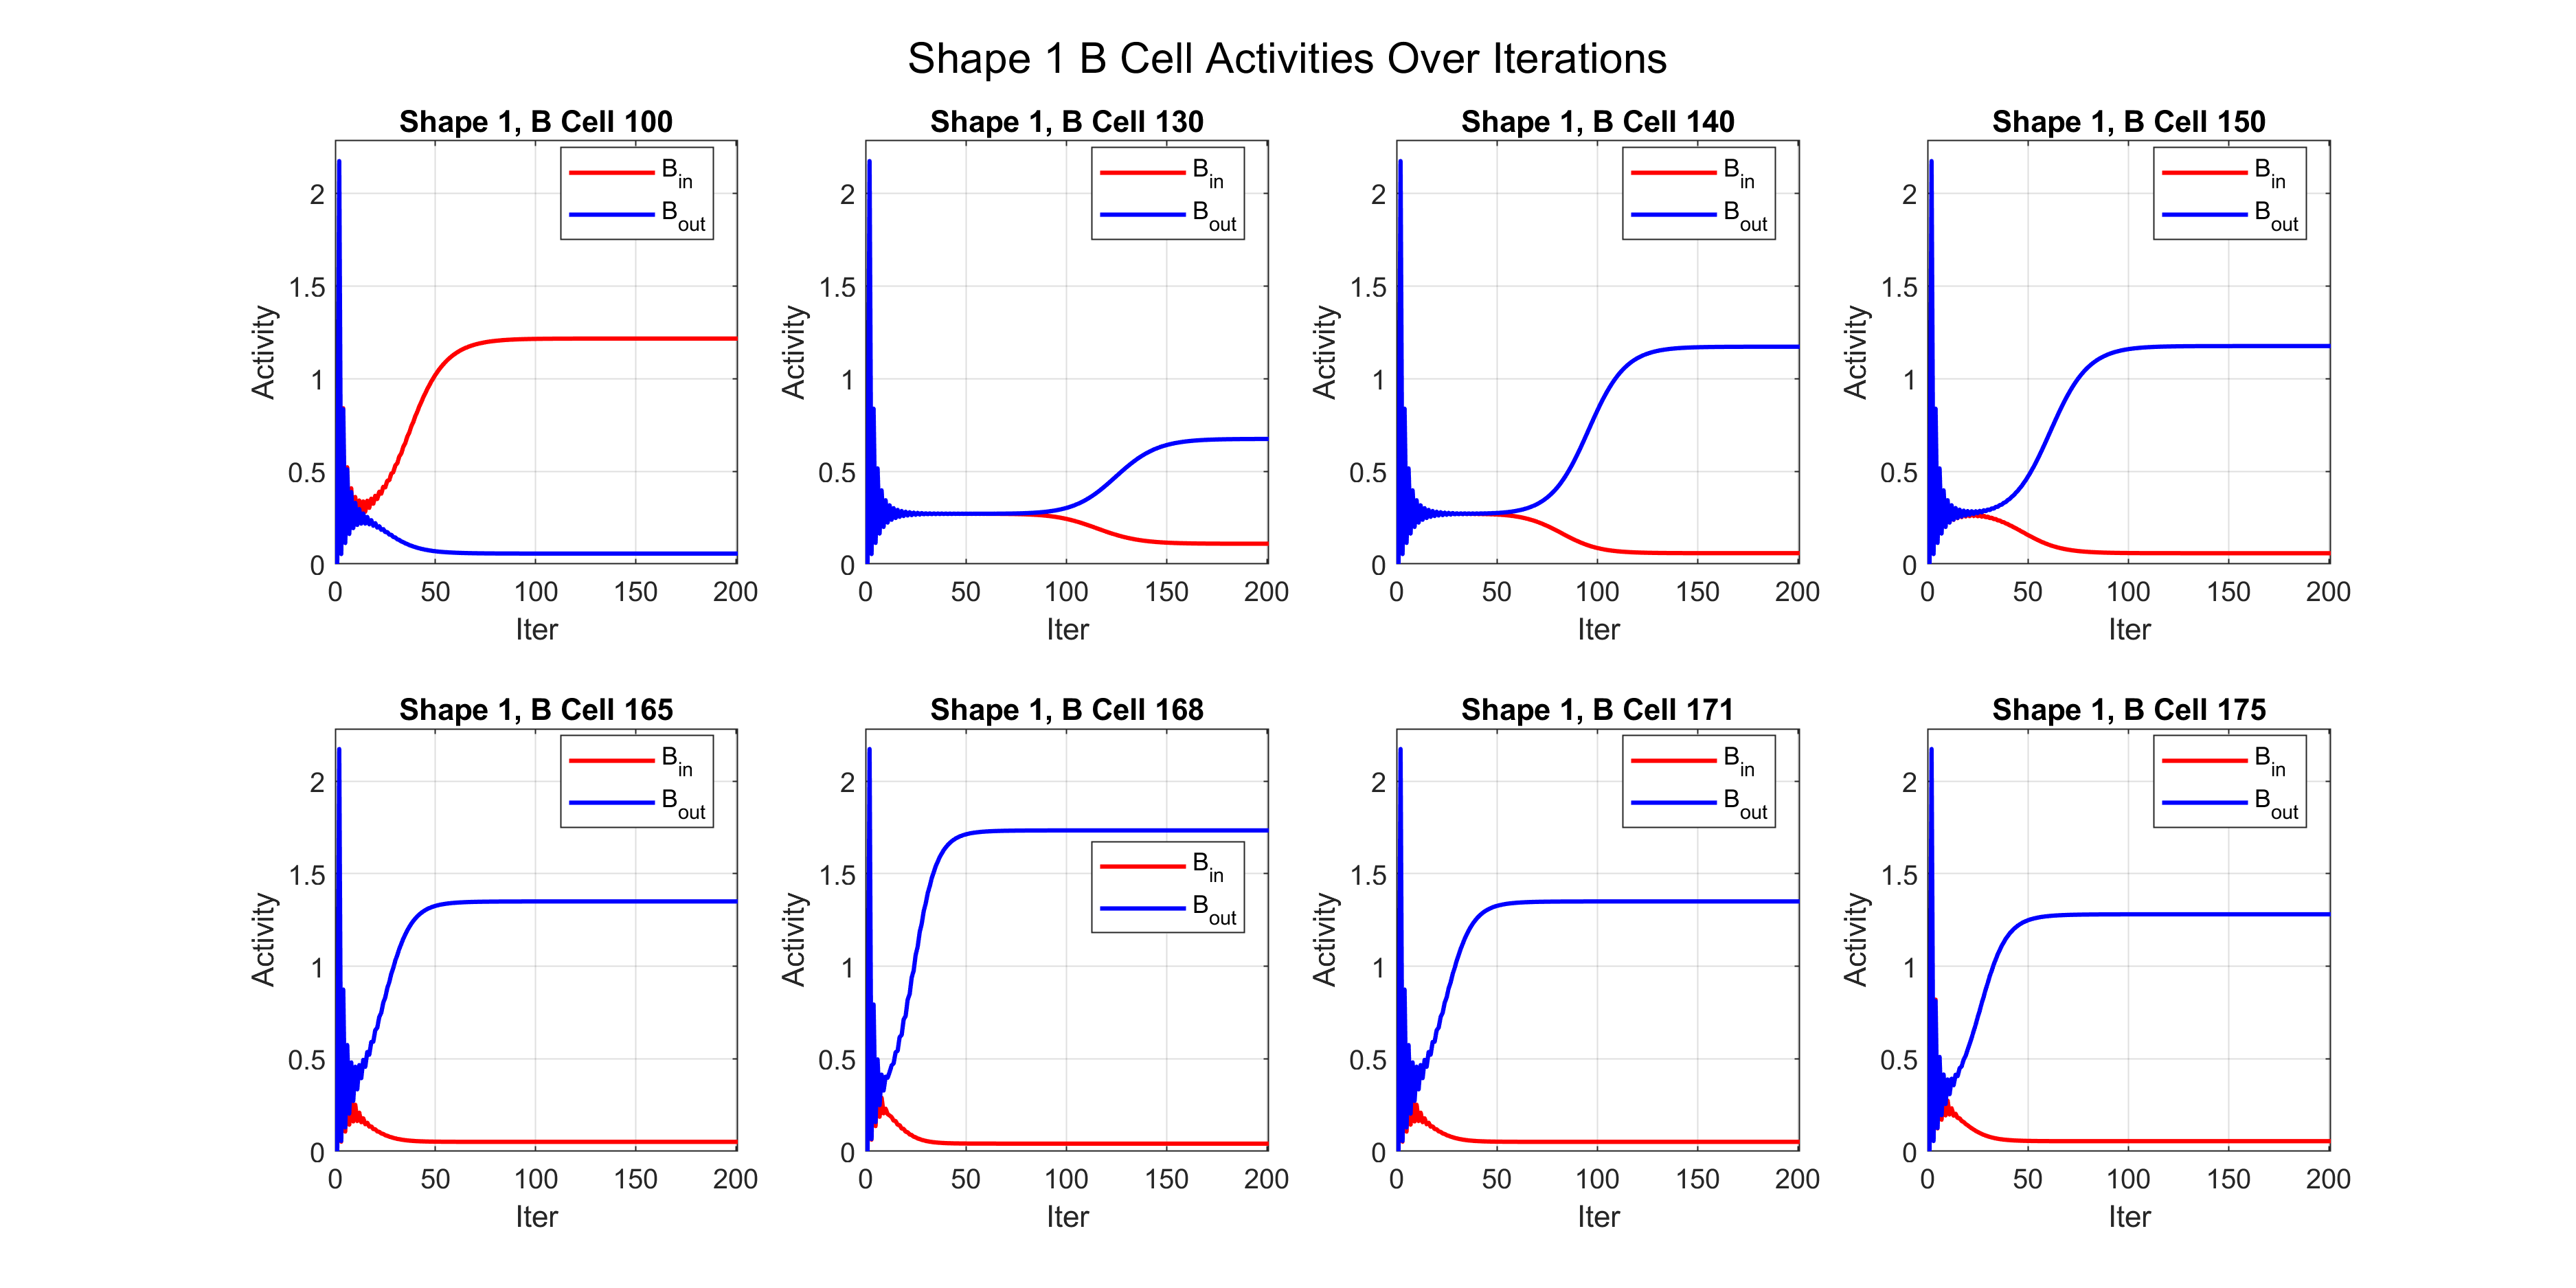 Shape 1 B Cell Activities Over Iterations
Shape 1, B Cell 100
Shape 1, B Cell 130
Shape 1, B Cell 140
Shape 1, B Cell 150
B_in
B_out
B_in
B_out
B_in
B_out
B_in
B_out
Activity
Activity
Activity
Activity
2
1.5
1
0.5
0
2
1.5
1
0.5
0
2
1.5
1
0.5
0
2
1.5
1
0.5
0
0 50 100 150 200
0 50 100 150 200
0 50 100 150 200
0 50 100 150 200
Iter
Iter
Iter
Iter
Shape 1, B Cell 165
Shape 1, B Cell 168
Shape 1, B Cell 171
Shape 1, B Cell 175
B_in
B_out
B_in
B_out
B_in
B_out
B_in
B_out
Activity
Activity
Activity
Activity
2
1.5
1
0.5
0
2
1.5
1
0.5
0
2
1.5
1
0.5
0
2
1.5
1
0.5
0
0 50 100 150 200
0 50 100 150 200
0 50 100 150 200
0 50 100 150 200
Iter
Iter
Iter
Iter